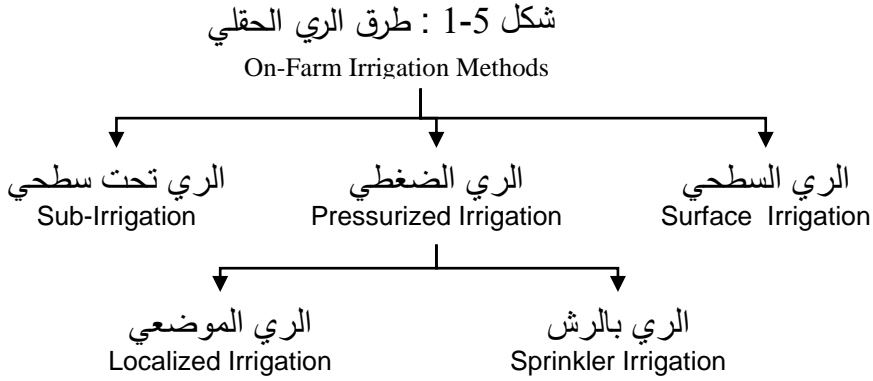 شكل 5-1 : طرق الري الحقلي
On-Farm Irrigation Methods
الري السطحي
Surface Irrigation
الري الضغطي
Pressurized Irrigation
الري تحت سطحي
Sub-Irrigation
الري بالرش
Sprinkler Irrigation
الري الموضعي
Localized Irrigation